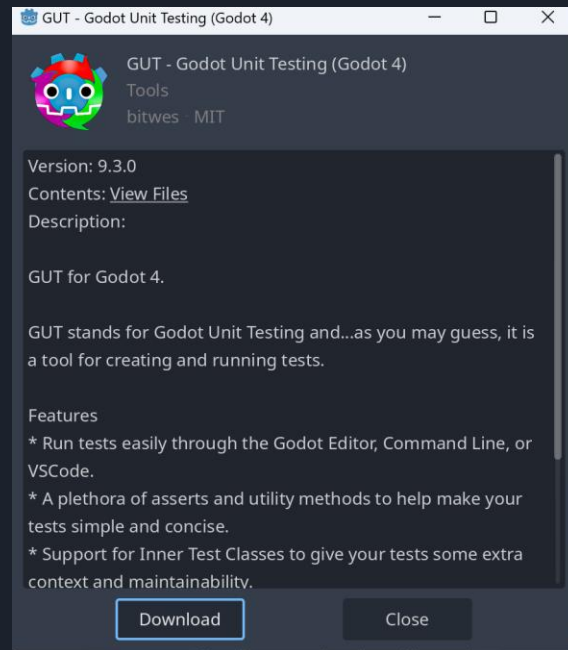 GUT - Godot Unit Testing (Godot 4)
GUT - Godot Unit Testing (Godot 4)
Tools
bitwes · MIT
Version: 9.3.0
Contents: View Files
Description:
GUT for Godot 4.
GUT stands for Godot Unit Testing and...as you may guess, it is
a tool for creating and running tests.
Features
* Run tests easily through the Godot Editor, Command Line, or
VSCode.
* A plethora of asserts and utility methods to help make your
tests simple and concise.
* Support for Inner Test Classes to give your tests some extra
context and maintainability.
Download Close